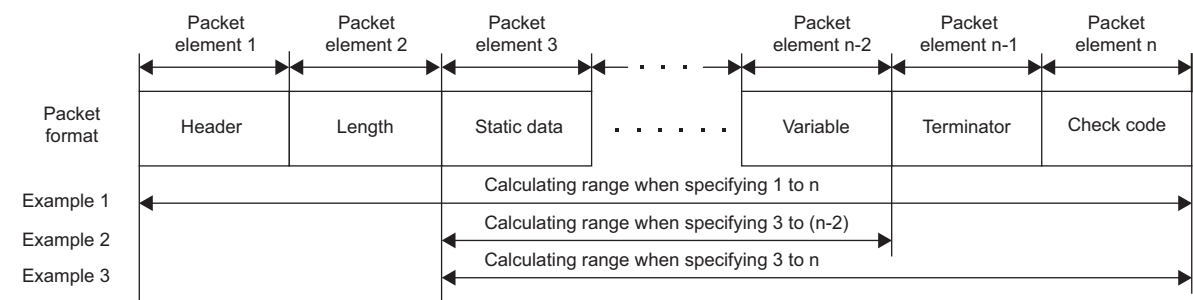 Packet
element 1
Packet
element 2
Packet
element 3
Packet
element n-2
Packet
element n-1
Packet
element n
Packet
format
Header
Length
Static data
Variable
Terminator
Check code
Example 1
Calculating range when specifying 1 to n
Example 2
Calculating range when specifying 3 to (n-2)
Example 3
Calculating range when specifying 3 to n